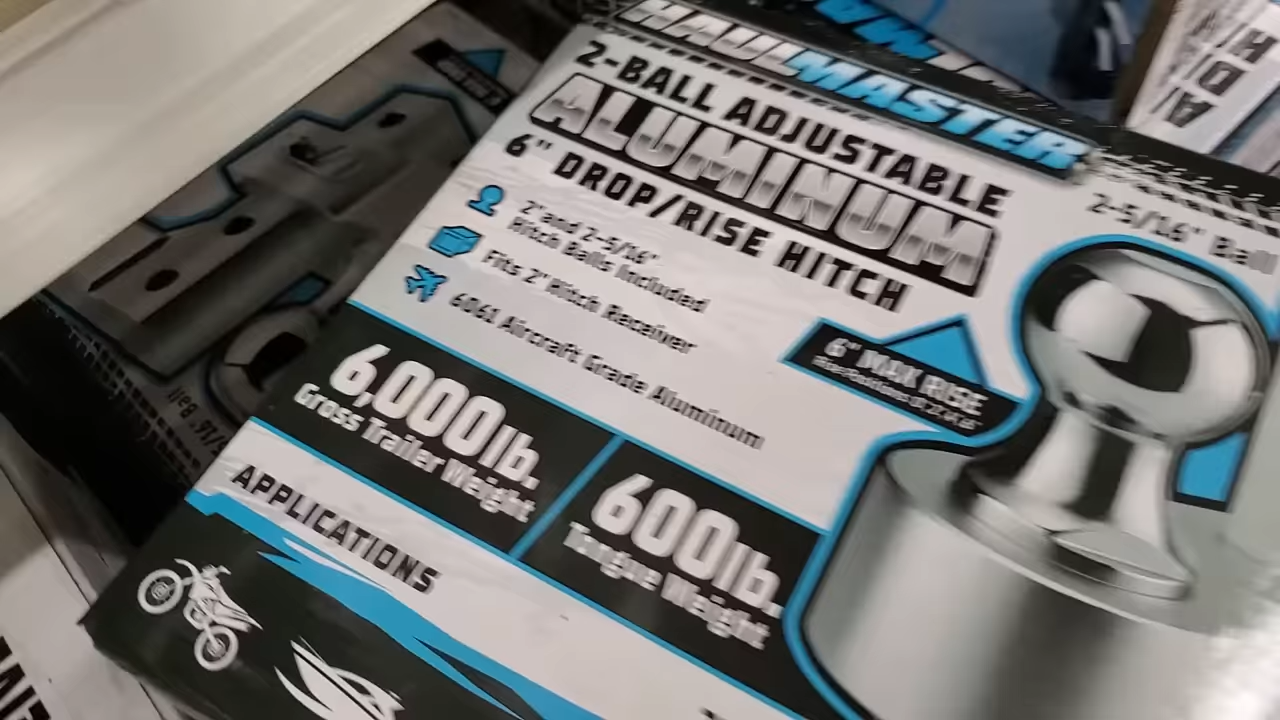 HAULMASTER
2-BALL ADJUSTABLE
ALUMINUM
6" DROP/RISE HITCH
2" and 2-5/16"
Hitch Balls Included
Fits 2" Hitch Receiver
6061 Aircraft Grade Aluminum
2-5/16" Ball
6" MAX RISE
6,000lb.
Gross Trailer Weight
600lb.
Tongue Weight
APPLICATIONS